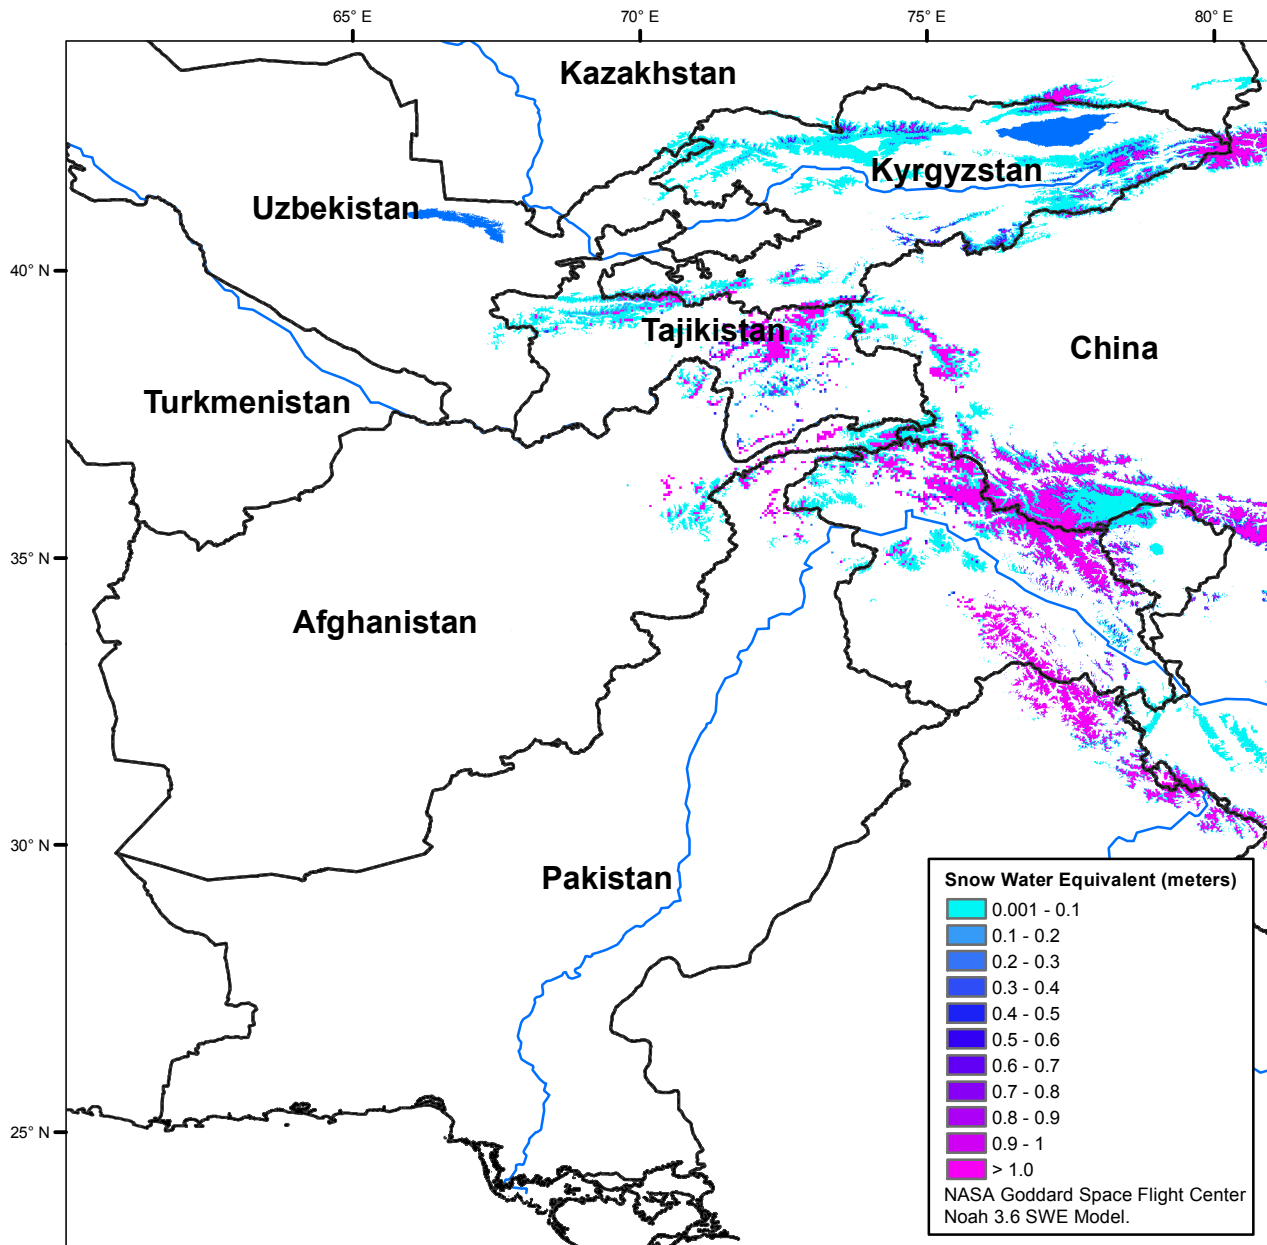 65° E
70° E
75° E
80° E
Kazakhstan
Kyrgyzstan
Uzbekistan
40° N
Tajikistan
China
Turkmenistan
35° N
Afghanistan
30° N
Pakistan
25° N
Snow Water Equivalent (meters)
0.001 - 0.1
0.1 - 0.2
0.2 - 0.3
0.3 - 0.4
0.4 - 0.5
0.5 - 0.6
0.6 - 0.7
0.7 - 0.8
0.8 - 0.9
0.9 - 1
> 1.0
NASA Goddard Space Flight Center
Noah 3.6 SWE Model.